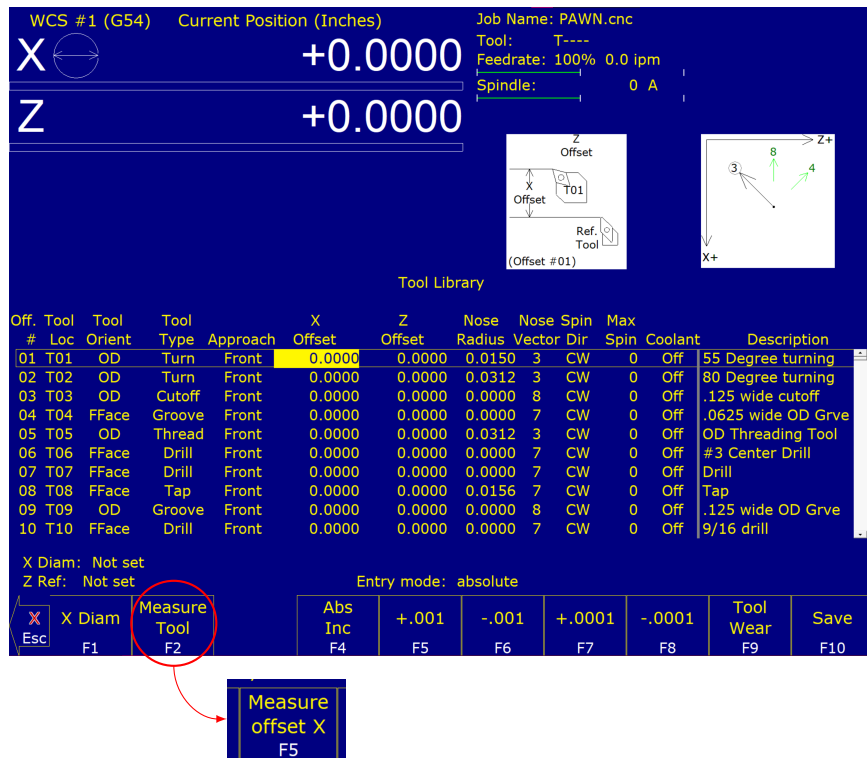 WCS #1 (G54) Current Position (Inches)
X +0.0000
Z +0.0000
Job Name: PAWN.cnc
Tool: T----
Feedrate: 100% 0.0 ipm
Spindle: 0 A
Z
Offset
X
Offset
T01
Ref.
Tool
(Offset #01)
Z+
8
3
4
X+
Tool Library
Off. Tool Tool Tool X Z Nose Nose Spin Max
# Loc Orient Type Approach Offset Offset Radius Vector Dir Spin Coolant Description
01 T01 OD Turn Front 0.0000 0.0000 0.0150 3 CW 0 Off 55 Degree turning
02 T02 OD Turn Front 0.0000 0.0000 0.0312 3 CW 0 Off 80 Degree turning
03 T03 OD Cutoff Front 0.0000 0.0000 0.0000 8 CW 0 Off .125 wide cutoff
04 T04 FFace Groove Front 0.0000 0.0000 0.0000 7 CW 0 Off .0625 wide OD Grve
05 T05 OD Thread Front 0.0000 0.0000 0.0312 3 CW 0 Off OD Threading Tool
06 T06 FFace Drill Front 0.0000 0.0000 0.0000 7 CW 0 Off #3 Center Drill
07 T07 FFace Drill Front 0.0000 0.0000 0.0000 7 CW 0 Off Drill
08 T08 FFace Tap Front 0.0000 0.0000 0.0156 7 CW 0 Off Tap
09 T09 OD Groove Front 0.0000 0.0000 0.0000 8 CW 0 Off .125 wide OD Grve
10 T10 FFace Drill Front 0.0000 0.0000 0.0000 7 CW 0 Off 9/16 drill
X Diam: Not set
Z Ref: Not set Entry mode: absolute
X
Esc
X Diam
F1
Measure
Tool
F2
Abs
Inc
F4
+.001
F5
-.001
F6
+.0001
F7
-.0001
F8
Tool
Wear
F9
Save
F10
Measure
offset X
F5